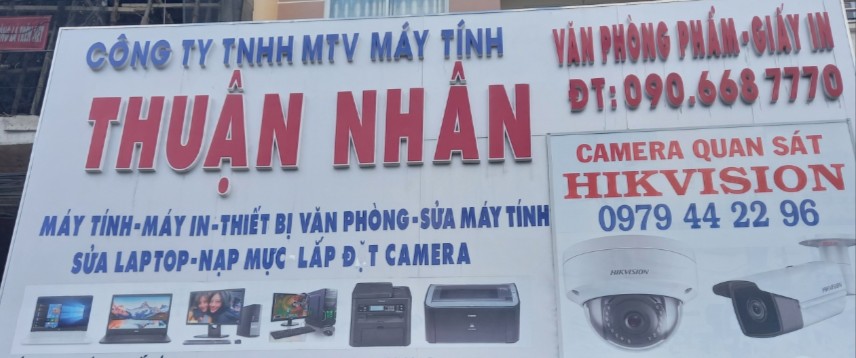 CÔNG TY TNHH MTV MÁY TÍNH
THUẬN NHÂN
VĂN PHÒNG PHẨM-GIẤY IN
ĐT:090.668 7770
CAMERA QUAN SÁT
HIKVISION
0979 44 22 96
MÁY TÍNH-MÁY IN-THIẾT BỊ VĂN PHÒNG-SỬA MÁY TÍNH
SỬA LAPTOP-NẠP MỰC LẮP ĐẶT CAMERA
HIKVISION